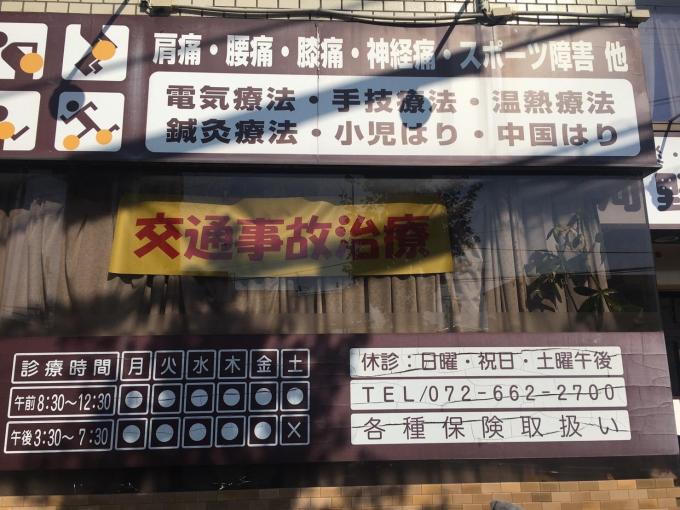 肩痛・腰痛・膝痛・神経痛・スポーツ障害 他
電気療法・手技療法・温熱療法
鍼灸療法・小児はり・中国はり
交通事故治療
診療時間 月 火 水 木 金 土
午前 8:30〜12:30 ● ● ● ● ● ●
午後 3:30〜7:30 ● ● ● ● ● ×
休診：日曜・祝日・土曜午後
TEL/072-662-2700
各種保険取扱い